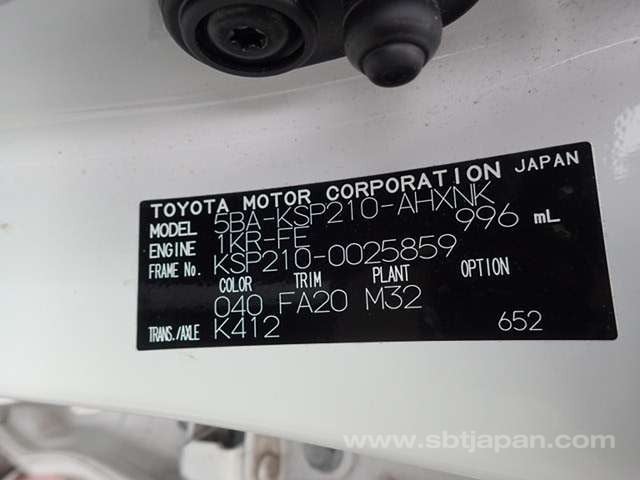 TOYOTA MOTOR CORPORATION JAPAN
MODEL 5BA-KSP210-AHXNK
ENGINE 1KR-FE 996 mL
FRAME No. KSP210-0025859
COLOR TRIM PLANT OPTION
040 FA20 M32
TRANS./AXLE K412 652
www.sbtjapan.com